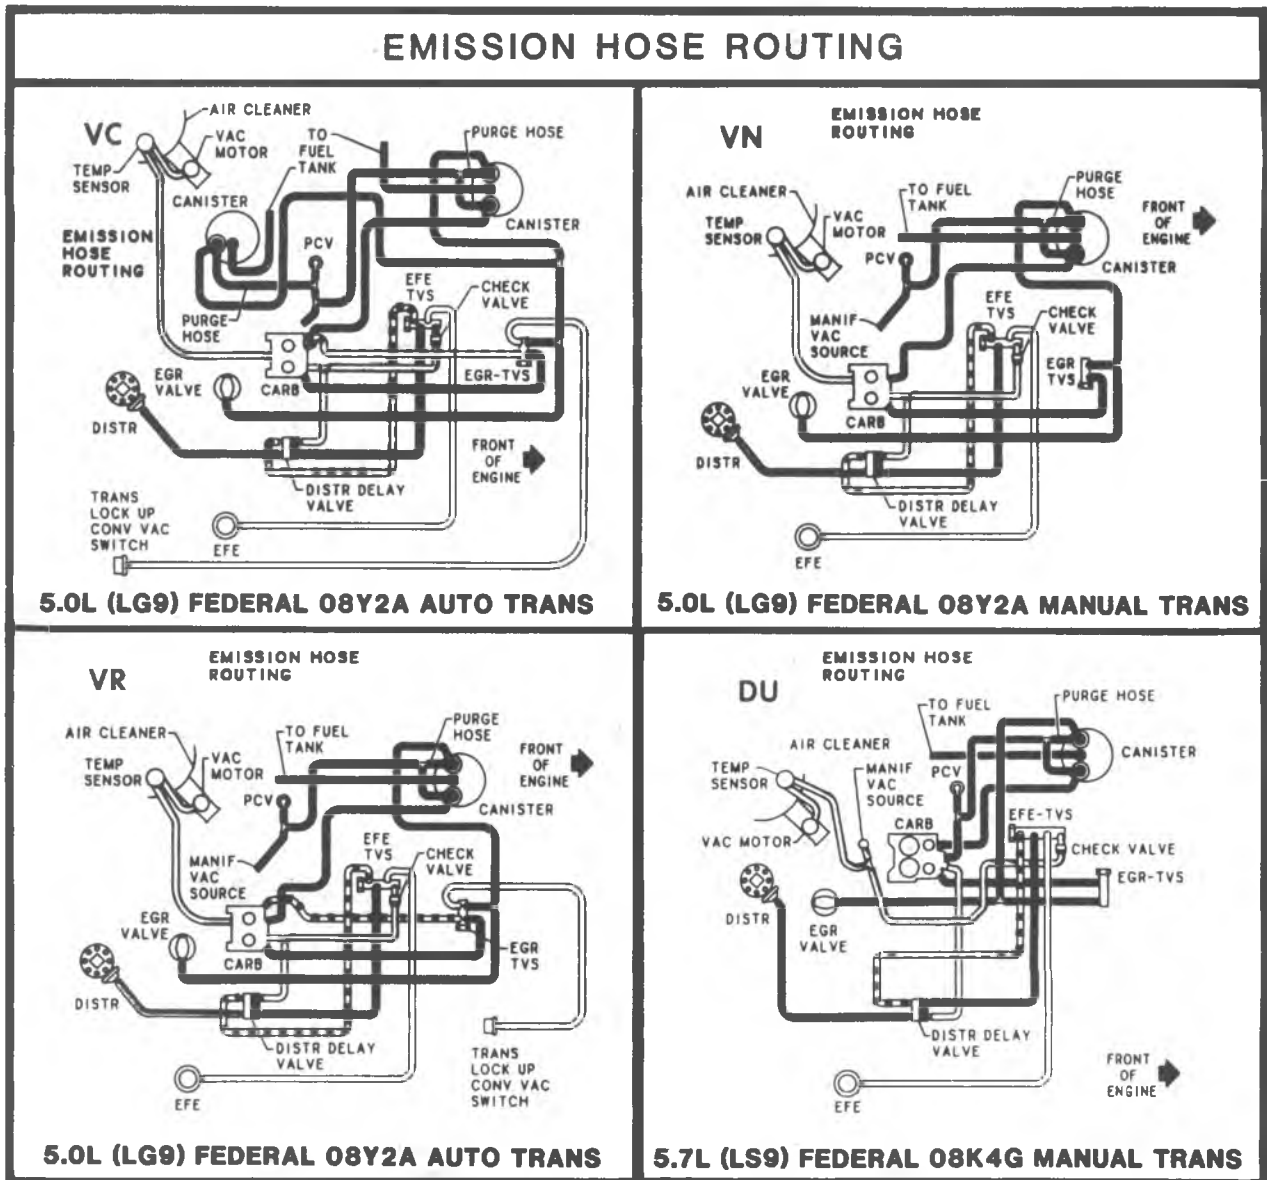 EMISSION HOSE ROUTING
VC
AIR CLEANER
VAC
MOTOR
TEMP
SENSOR
TO
FUEL
TANK
PURGE HOSE
CANISTER
CANISTER
EMISSION
HOSE
ROUTING
PCV
EFE
TVS
CHECK
VALVE
PURGE
HOSE
EGR
VALVE
CARB
EGR-TVS
DISTR
FRONT
OF
ENGINE
DISTR DELAY
VALVE
TRANS
LOCK UP
CONV VAC
SWITCH
EFE
5.0L (LG9) FEDERAL 08Y2A AUTO TRANS
VN
EMISSION HOSE
ROUTING
AIR CLEANER
TEMP
SENSOR
VAC
MOTOR
TO FUEL
TANK
PURGE
HOSE
FRONT
OF
ENGINE
PCV
CANISTER
EFE
TVS
CHECK
VALVE
MANIF
VAC
SOURCE
EGR
VALVE
EGR
TVS
CARB
DISTR
DISTR DELAY
VALVE
EFE
5.0L (LG9) FEDERAL 08Y2A MANUAL TRANS
VR
EMISSION HOSE
ROUTING
AIR CLEANER
TEMP
SENSOR
VAC
MOTOR
TO FUEL
TANK
PURGE
HOSE
FRONT
OF
ENGINE
PCV
CANISTER
EFE
TVS
CHECK
VALVE
MANIF
VAC
SOURCE
EGR
VALVE
CARB
EGR
TVS
DISTR
DISTR DELAY
VALVE
TRANS
LOCK UP
CONV VAC
SWITCH
EFE
5.0L (LG9) FEDERAL 08Y2A AUTO TRANS
DU
EMISSION HOSE
ROUTING
TO FUEL
TANK
PURGE HOSE
AIR CLEANER
CANISTER
TEMP
SENSOR
MANIF
VAC
SOURCE
PCV
CARB
EFE-TVS
VAC MOTOR
CHECK VALVE
EGR-TVS
DISTR
EGR
VALVE
DISTR DELAY
VALVE
FRONT
OF
ENGINE
EFE
5.7L (LS9) FEDERAL 08K4G MANUAL TRANS